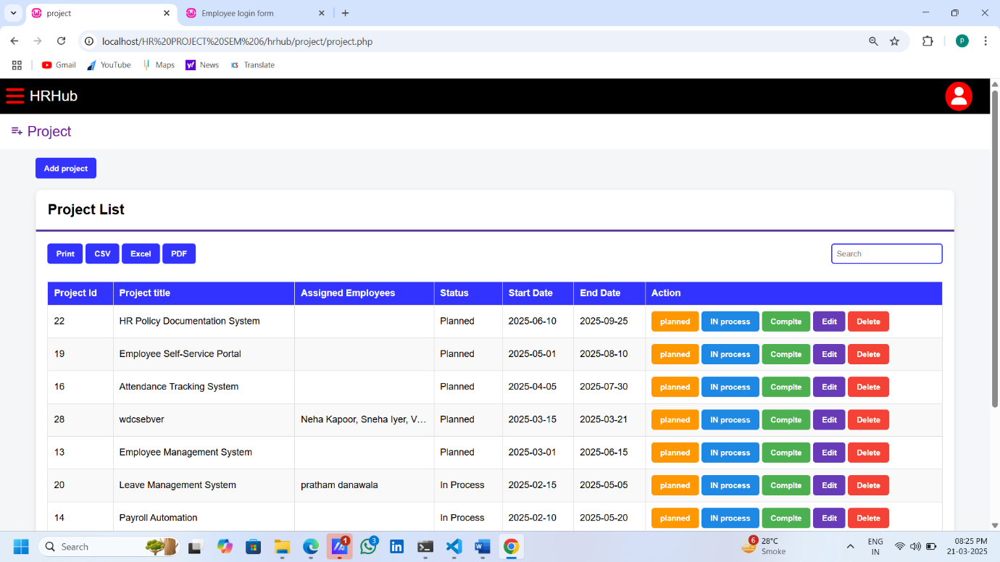 project
Employee login form
localhost/HR%20PROJECT%20SEM%206/hrhub/project/project.php
P
Gmail YouTube Maps News Translate
HRHub
Project
Add project
Project List
Print CSV Excel PDF Search
Project Id Project title Assigned Employees Status Start Date End Date Action
22 HR Policy Documentation System Planned 2025-06-10 2025-09-25 planned IN process Complte Edit Delete
19 Employee Self-Service Portal Planned 2025-05-01 2025-08-10 planned IN process Complte Edit Delete
16 Attendance Tracking System Planned 2025-04-05 2025-07-30 planned IN process Complte Edit Delete
28 wdcsebver Neha Kapoor, Sneha Iyer, V... Planned 2025-03-15 2025-03-21 planned IN process Complte Edit Delete
13 Employee Management System Planned 2025-03-01 2025-06-15 planned IN process Complte Edit Delete
20 Leave Management System pratham danawala In Process 2025-02-15 2025-05-05 planned IN process Complte Edit Delete
14 Payroll Automation In Process 2025-02-10 2025-05-20 planned IN process Complte Edit Delete
Search 1 3 6 28°C ENG 08:25 PM
Smoke IN 21-03-2025